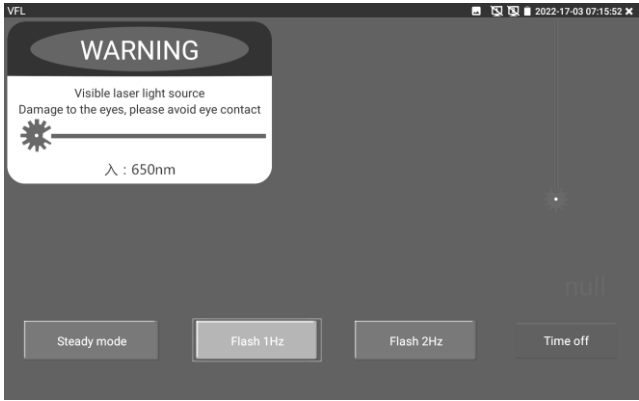 VFL
2022-17-03 07:15:52
WARNING
Visible laser light source
Damage to the eyes, please avoid eye contact
入 : 650nm
null
Steady mode
Flash 1Hz
Flash 2Hz
Time off